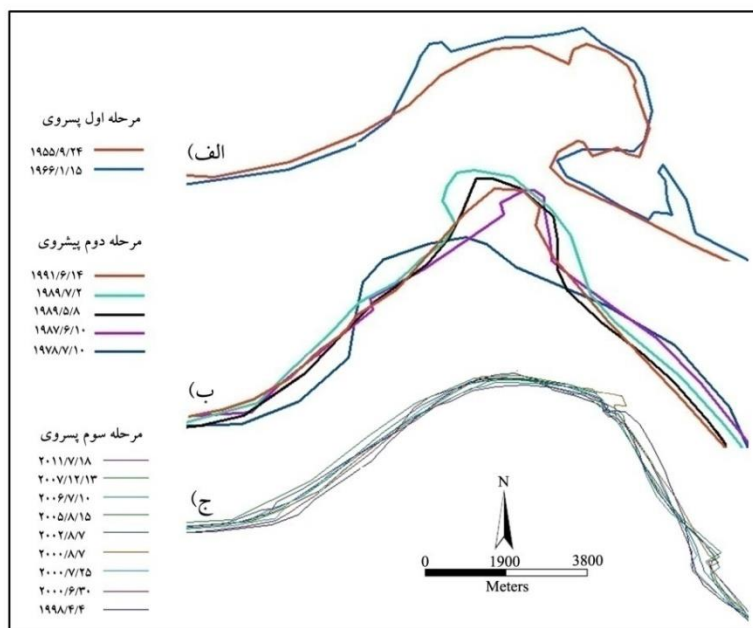 مرحله اول پسروی
۱۹۵۵/۹/۲۴
۱۹۶۶/۱/۱۵
الف)
مرحله دوم پیشروی
۱۹۹۱/۶/۱۴
۱۹۸۹/۷/۲
۱۹۸۹/۵/۸
۱۹۸۷/۶/۱۰
۱۹۷۸/۷/۱۰
ب)
مرحله سوم پسروی
۲۰۱۱/۷/۱۸
۲۰۰۷/۱۲/۱۳
۲۰۰۶/۷/۱۰
۲۰۰۵/۸/۱۵
۲۰۰۲/۸/۷
۲۰۰۰/۸/۷
۲۰۰۰/۷/۲۵
۲۰۰۰/۶/۳۰
۱۹۹۸/۴/۴
ج)
N
0 1900 3800
Meters